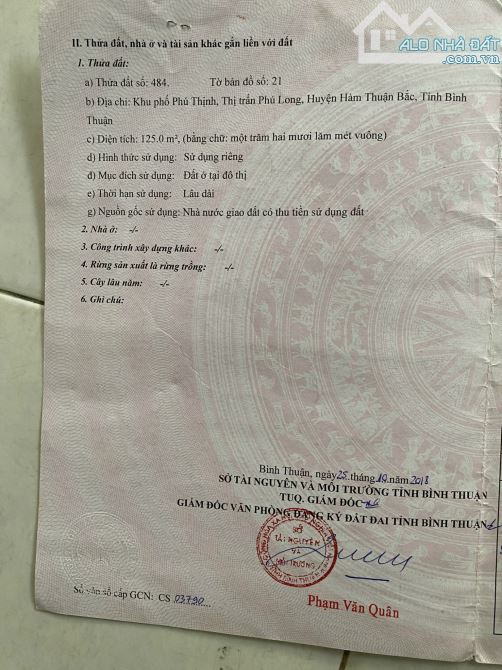 ALO NHÀ ĐẤT
.com.vn
II. Thửa đất, nhà ở và tài sản khác gắn liền với đất
1. Thửa đất:
a) Thửa đất số: 484. Tờ bản đồ số: 21
b) Địa chỉ: Khu phố Phú Thịnh, Thị trấn Phú Long, Huyện Hàm Thuận Bắc, Tỉnh Bình
Thuận
c) Diện tích: 125.0 m², (bằng chữ: một trăm hai mươi lăm mét vuông)
d) Hình thức sử dụng: Sử dụng riêng
đ) Mục đích sử dụng: Đất ở tại đô thị
e) Thời hạn sử dụng: Lâu dài
g) Nguồn gốc sử dụng: Nhà nước giao đất có thu tiền sử dụng đất
2. Nhà ở: -/-
3. Công trình xây dựng khác: -/-
4. Rừng sản xuất là rừng trồng: -/-
5. Cây lâu năm: -/-
6. Ghi chú:
Bình Thuận, ngày 25 tháng 10 năm 2018
SỞ TÀI NGUYÊN VÀ MÔI TRƯỜNG TỈNH BÌNH THUẬN
TUQ. GIÁM ĐỐC
GIÁM ĐỐC VĂN PHÒNG ĐĂNG KÝ ĐẤT ĐAI TỈNH BÌNH THUẬN
SỞ
TÀI NGUYÊN
VÀ
MÔI TRƯỜNG
Số vào sổ cấp GCN: CS 03790
Phạm Văn Quân